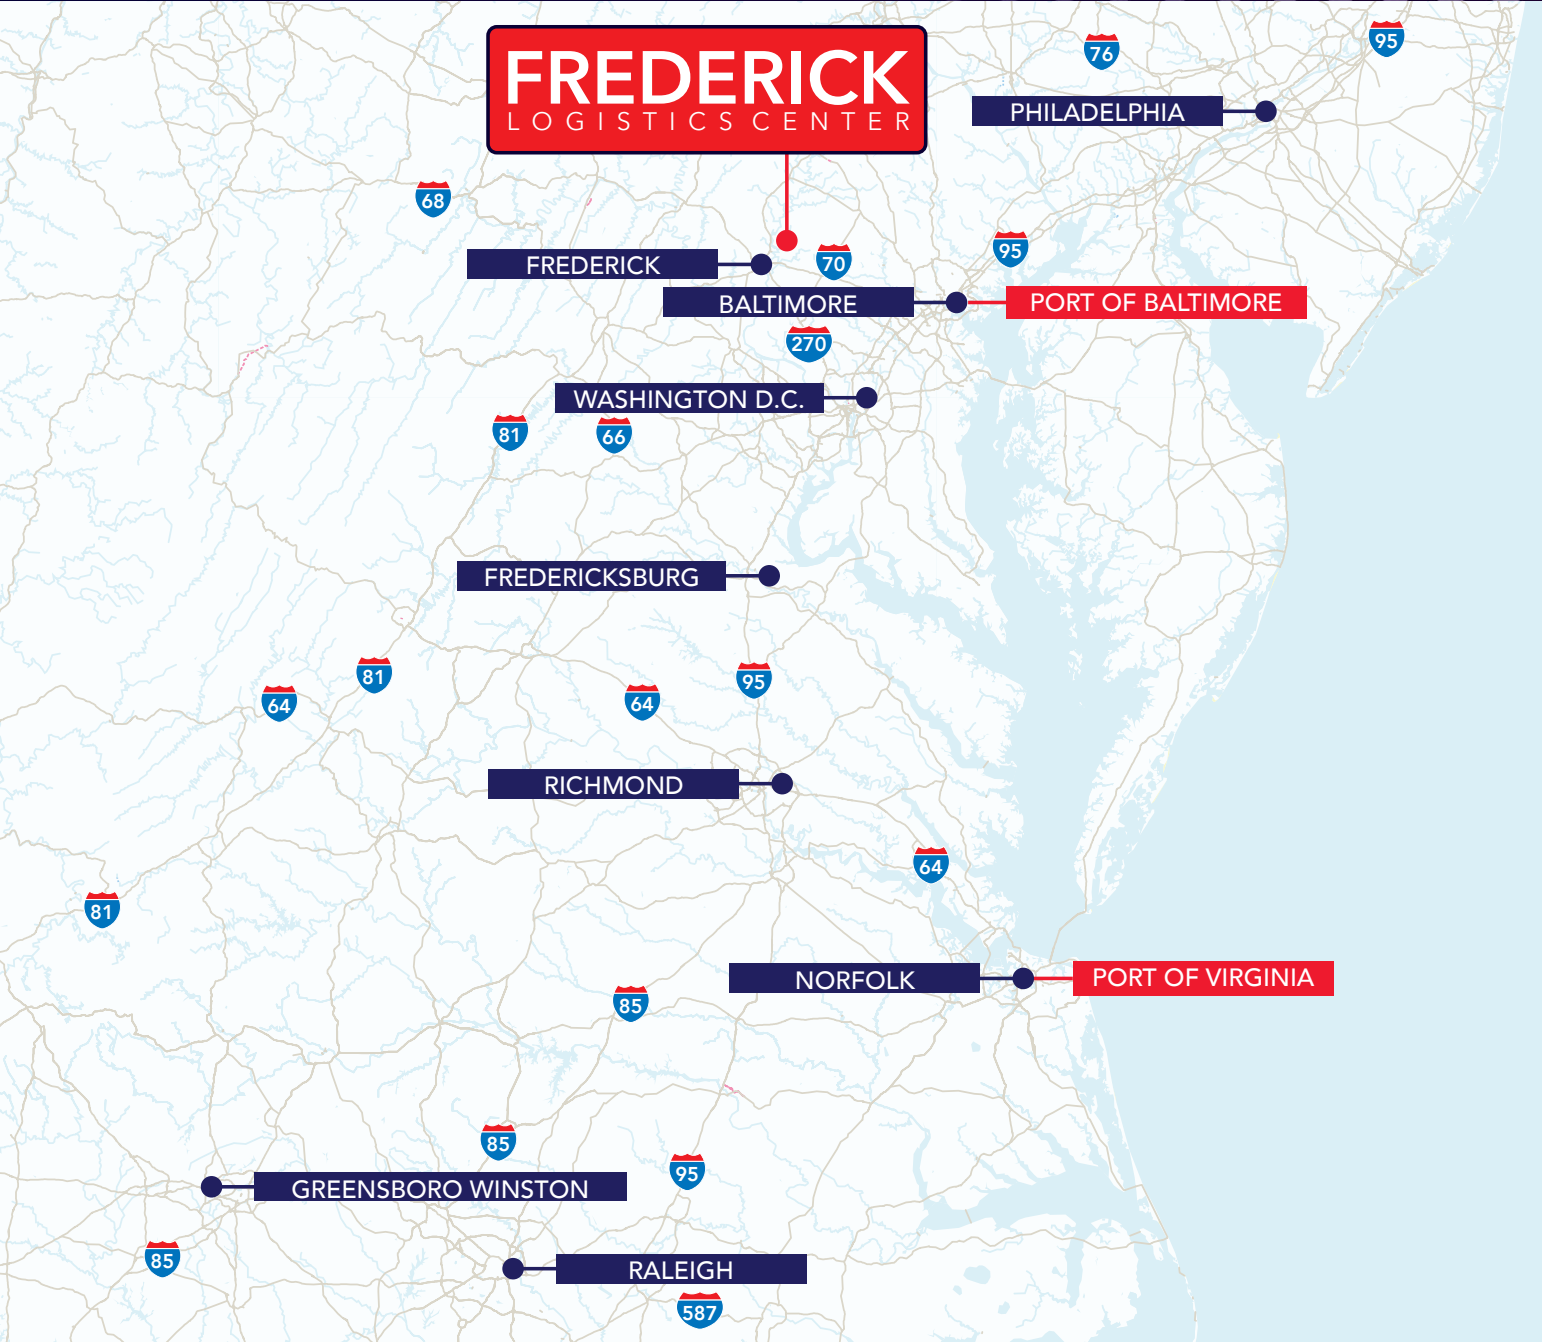 95
76
FREDERICK
LOGISTICS CENTER
PHILADELPHIA
68
95
70
FREDERICK
BALTIMORE
PORT OF BALTIMORE
270
WASHINGTON D.C.
81
66
FREDERICKSBURG
81
95
64
64
RICHMOND
64
81
NORFOLK
PORT OF VIRGINIA
85
85
95
GREENSBORO WINSTON
85
RALEIGH
587